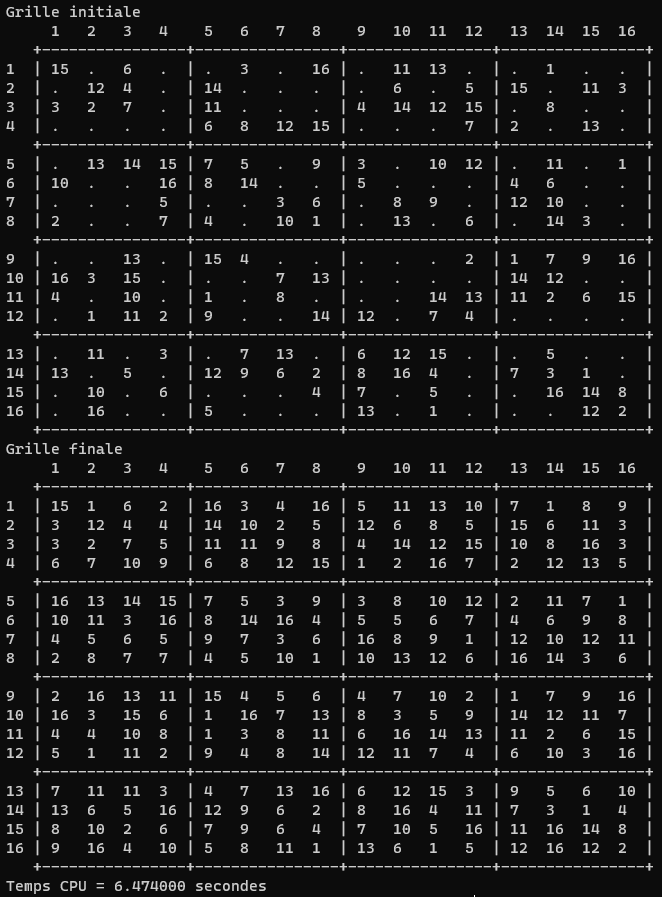 Grille initiale
     1  2   3   4    5   6   7   8    9   10  11  12   13  14  15  16
   +----------------+----------------+----------------+----------------+
1  | 15  .   6   .  | .   3   .   16 | .   11  13  .  | .   1   .   .  |
2  | .   12  4   .  | 14  .   .   .  | .   6   .   5  | 15  .   11  3  |
3  | 3   2   7   .  | 11  .   .   .  | 4   14  12  15 | .   8   .   .  |
4  | .   .   .   .  | 6   8   12  15 | .   .   .   7  | 2   .   13  .  |
   +----------------+----------------+----------------+----------------+
5  | .   13  14  15 | 7   5   .   9  | 3   .   10  12 | .   11  .   1  |
6  | 10  .   .   16 | 8   14  .   .  | 5   .   .   .  | 4   6   .   .  |
7  | .   .   .   5  | .   .   3   6  | .   8   9   .  | 12  10  .   .  |
8  | 2   .   .   7  | 4   .   10  1  | .   13  .   6  | .   14  3   .  |
   +----------------+----------------+----------------+----------------+
9  | .   .   13  .  | 15  4   .   .  | .   .   .   2  | 1   7   9   16 |
10 | 16  3   15  .  | .   .   7   13 | .   .   .   .  | 14  12  .   .  |
11 | 4   .   10  .  | 1   .   8   .  | .   .   14  13 | 11  2   6   15 |
12 | .   1   11  2  | 9   .   .   14 | 12  .   7   4  | .   .   .   .  |
   +----------------+----------------+----------------+----------------+
13 | .   11  .   3  | .   7   13  .  | 6   12  15  .  | .   5   .   .  |
14 | 13  .   5   .  | 12  9   6   2  | 8   16  4   .  | 7   3   1   .  |
15 | .   10  .   6  | .   .   .   4  | 7   .   5   .  | .   16  14  8  |
16 | .   16  .   .  | 5   .   .   .  | 13  .   1   .  | .   .   12  2  |
   +----------------+----------------+----------------+----------------+
Grille finale
     1   2   3   4    5   6   7   8    9   10  11  12   13  14  15  16
   +----------------+----------------+----------------+----------------+
1  | 15  1   6   2  | 16  3   4   16 | 5   11  13  10 | 7   1   8   9  |
2  | 3   12  4   4  | 14  10  2   5  | 12  6   8   5  | 15  6   11  3  |
3  | 3   2   7   5  | 11  11  9   8  | 4   14  12  15 | 10  8   16  3  |
4  | 6   7   10  9  | 6   8   12  15 | 1   2   16  7  | 2   12  13  5  |
   +----------------+----------------+----------------+----------------+
5  | 16  13  14  15 | 7   5   3   9  | 3   8   10  12 | 2   11  7   1  |
6  | 10  11  3   16 | 8   14  16  4  | 5   5   6   7  | 4   6   9   8  |
7  | 4   5   6   5  | 9   7   3   6  | 16  8   9   1  | 12  10  12  11 |
8  | 2   8   7   7  | 4   5   10  1  | 10  13  12  6  | 16  14  3   6  |
   +----------------+----------------+----------------+----------------+
9  | 2   16  13  11 | 15  4   5   6  | 4   7   10  2  | 1   7   9   16 |
10 | 16  3   15  6  | 1   16  7   13 | 8   3   5   9  | 14  12  11  7  |
11 | 4   4   10  8  | 1   3   8   11 | 6   16  14  13 | 11  2   6   15 |
12 | 5   1   11  2  | 9   4   8   14 | 12  11  7   4  | 6   10  3   16 |
   +----------------+----------------+----------------+----------------+
13 | 7   11  11  3  | 4   7   13  16 | 6   12  15  3  | 9   5   6   10 |
14 | 13  6   5   16 | 12  9   6   2  | 8   16  4   11 | 7   3   1   4  |
15 | 8   10  2   6  | 7   9   6   4  | 7   10  5   16 | 11  16  14  8  |
16 | 9   16  4   10 | 5   8   11  1  | 13  6   1   5  | 12  16  12  2  |
   +----------------+----------------+----------------+----------------+
Temps CPU = 6.474000 secondes